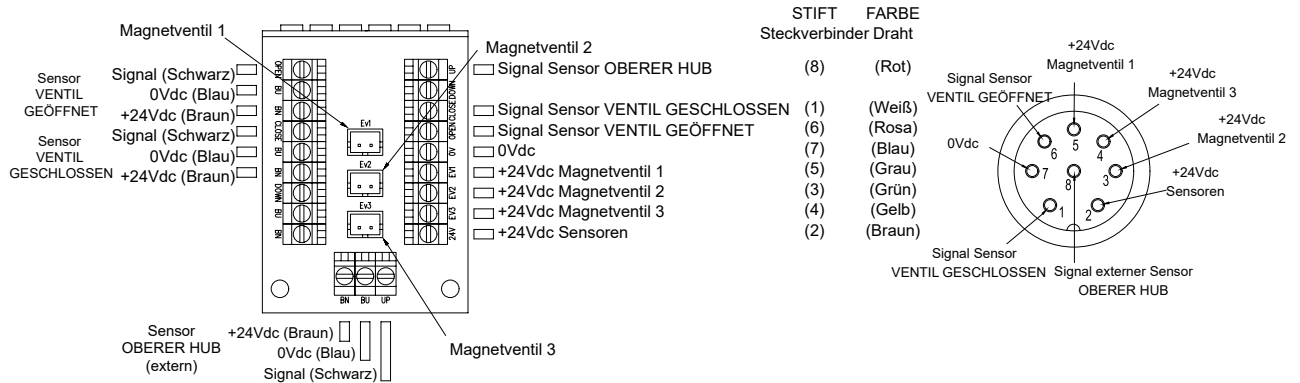 STIFT FARBE
Steckverbinder Draht
Magnetventil 1
Magnetventil 2
Sensor
VENTIL
GEÖFFNET
Signal (Schwarz)
0Vdc (Blau)
+24Vdc (Braun)
Sensor
VENTIL
GESCHLOSSEN
Signal (Schwarz)
0Vdc (Blau)
+24Vdc (Braun)
OPEN
BU
BN
CLOSE
BU
BN
DOWN
BU
BN
Ev1
Ev2
Ev3
UP
DOWN
CLOSE
OPEN
0V
EV1
EV2
EV3
24V
BN BU UP
Signal Sensor OBERER HUB (8) (Rot)
Signal Sensor VENTIL GESCHLOSSEN (1) (Weiß)
Signal Sensor VENTIL GEÖFFNET (6) (Rosa)
0Vdc (7) (Blau)
+24Vdc Magnetventil 1 (5) (Grau)
+24Vdc Magnetventil 2 (3) (Grün)
+24Vdc Magnetventil 3 (4) (Gelb)
+24Vdc Sensoren (2) (Braun)
Sensor
OBERER HUB
(extern)
+24Vdc (Braun)
0Vdc (Blau)
Signal (Schwarz)
Magnetventil 3
+24Vdc
Magnetventil 1
Signal Sensor
VENTIL GEÖFFNET
+24Vdc
Magnetventil 3
+24Vdc
Magnetventil 2
0Vdc
+24Vdc
Sensoren
5
6
4
7
8
3
1
2
Signal Sensor
VENTIL GESCHLOSSEN
Signal externer Sensor
OBERER HUB